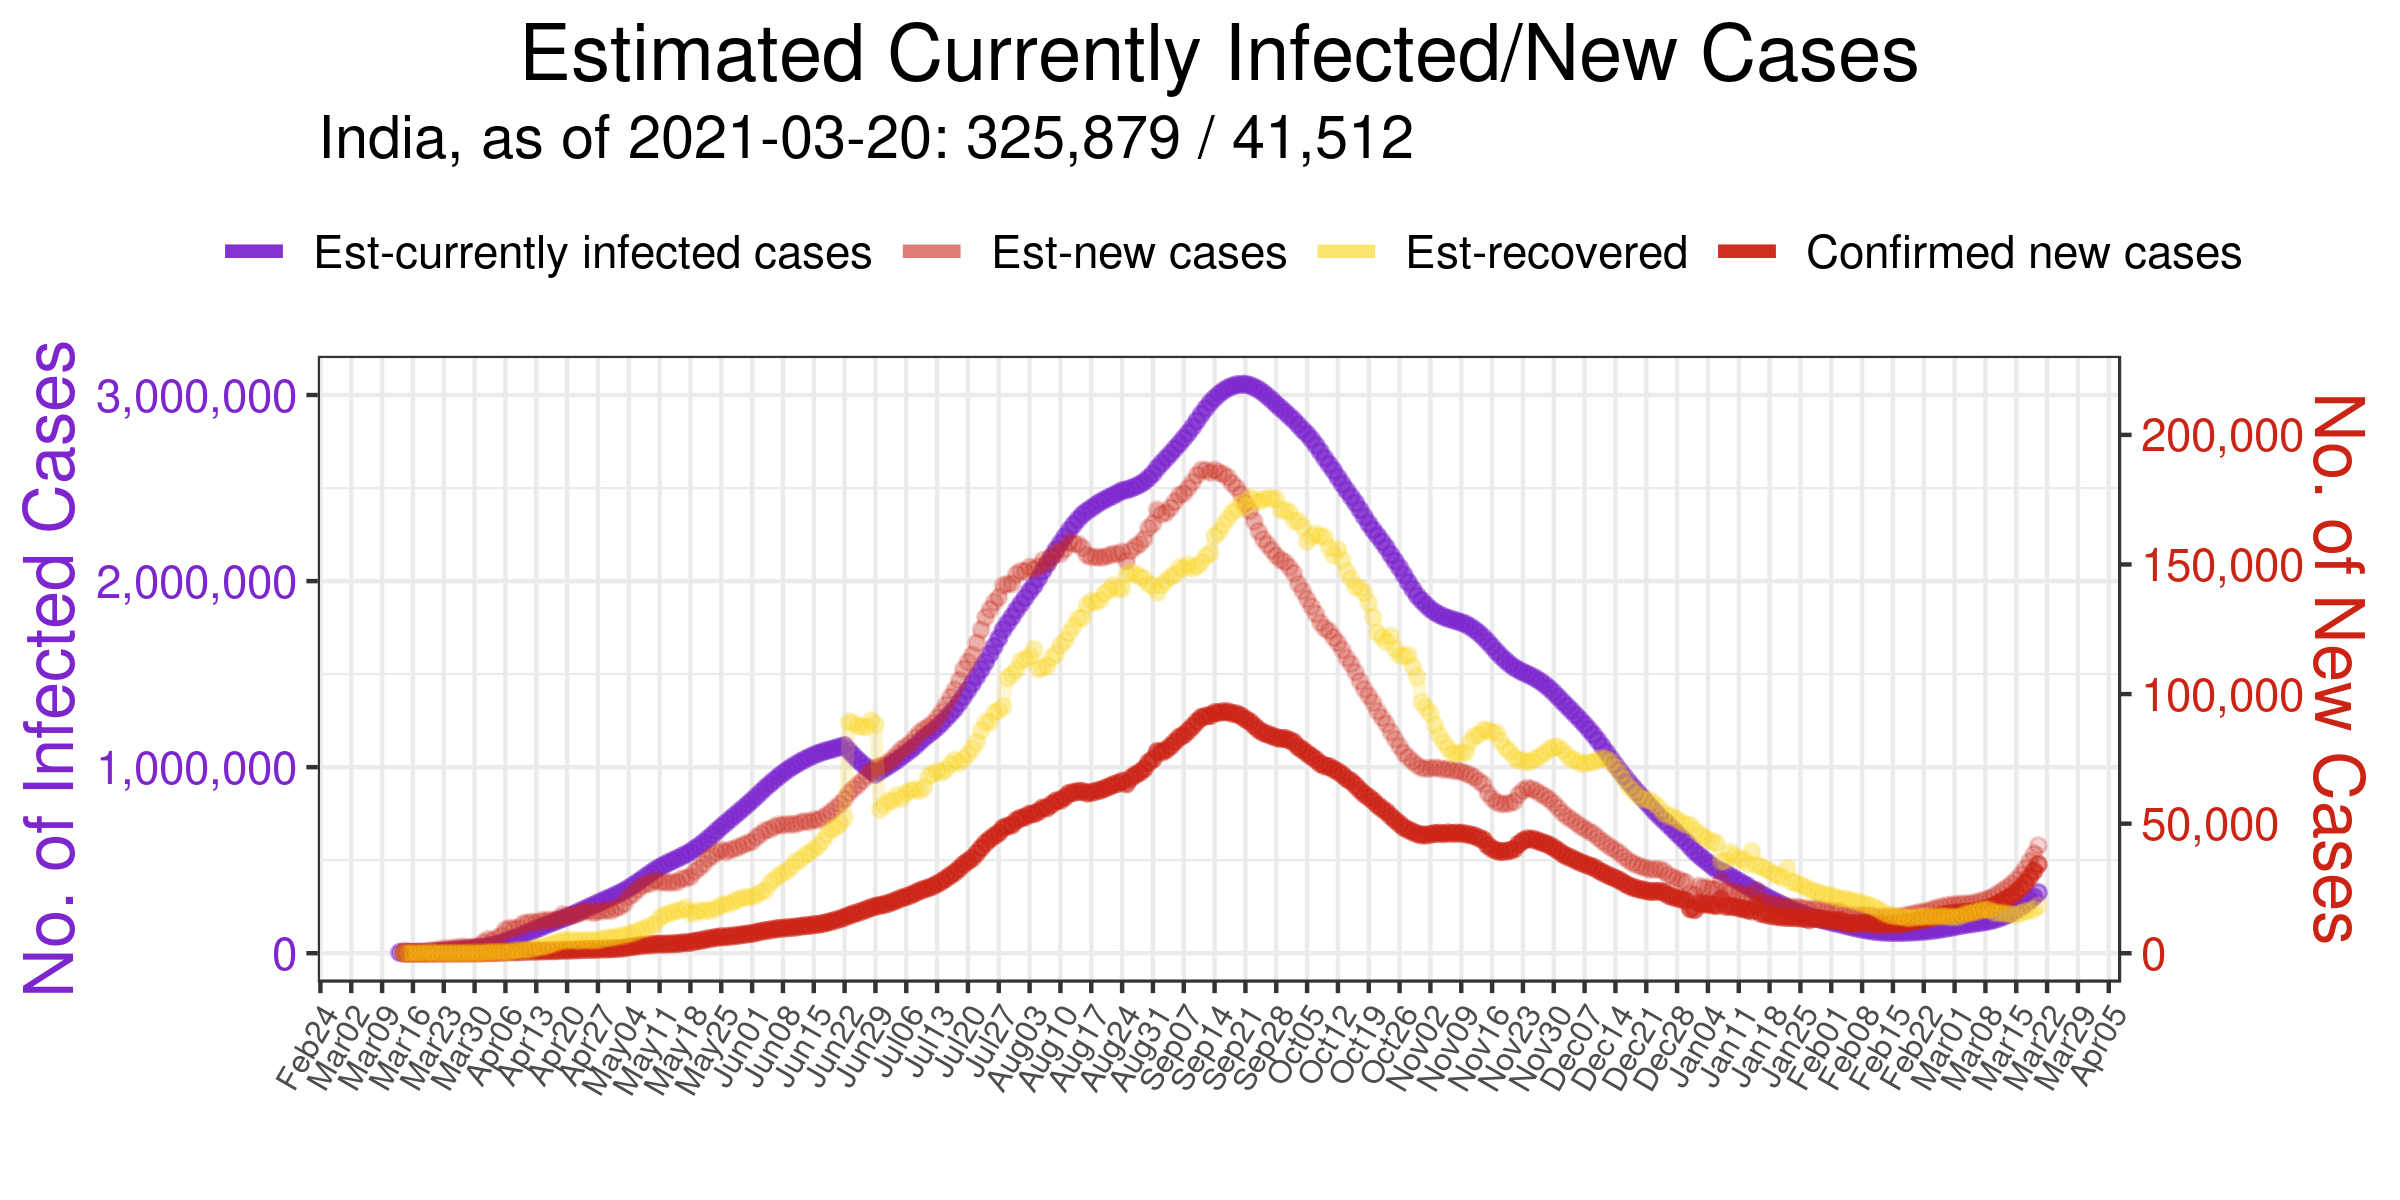 Estimated Currently Infected/New Cases
India, as of 2021-03-20: 325,879 / 41,512
Est-currently infected cases
Est-new cases
Est-recovered
Confirmed new cases
No. of Infected Cases
3,000,000
2,000,000
1,000,000
0
No. of New Cases
200,000
150,000
100,000
50,000
0
Feb24
Mar02
Mar09
Mar16
Mar23
Mar30
Apr06
Apr13
Apr20
Apr27
May04
May11
May18
May25
Jun01
Jun08
Jun15
Jun22
Jun29
Jul06
Jul13
Jul20
Jul27
Aug03
Aug10
Aug17
Aug24
Aug31
Sep07
Sep14
Sep21
Sep28
Oct05
Oct12
Oct19
Oct26
Nov02
Nov09
Nov16
Nov23
Nov30
Dec07
Dec14
Dec21
Dec28
Jan04
Jan11
Jan18
Jan25
Feb01
Feb08
Feb15
Feb22
Mar01
Mar08
Mar15
Mar22
Mar29
Apr05